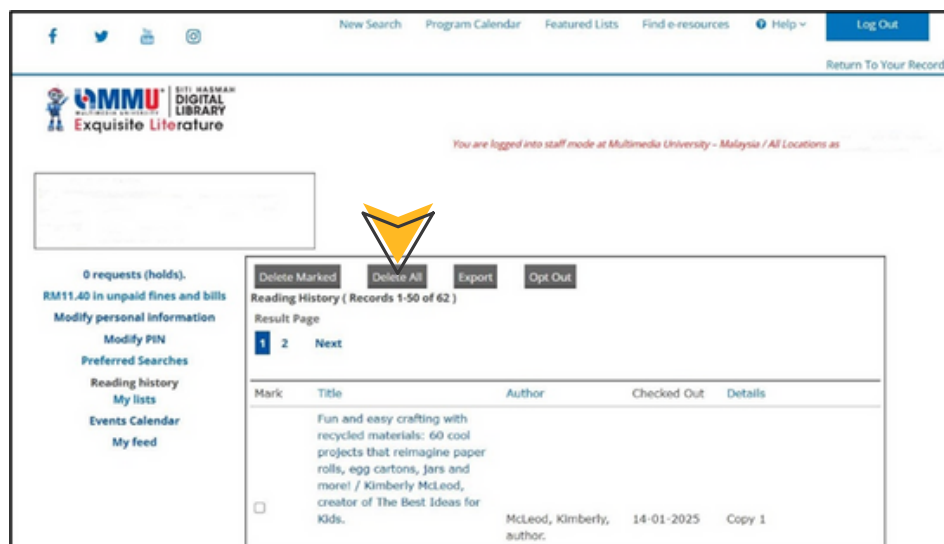 New Search Program Calendar Featured Lists Find e-resources Help Log Out
Return To Your Record
MMU SITI HASMAH
MULTIMEDIA UNIVERSITY DIGITAL
LIBRARY
Exquisite Literature
You are logged into staff mode at Multimedia University – Malaysia / All Locations as
0 requests (holds).
RM11.40 in unpaid fines and bills
Modify personal information
Modify PIN
Preferred Searches
Reading history
My lists
Events Calendar
My feed
Delete Marked Delete All Export Opt Out
Reading History ( Records 1-50 of 62 )
Result Page
1 2 Next
Mark Title Author Checked Out Details
Fun and easy crafting with
recycled materials: 60 cool
projects that reimagine paper
rolls, egg cartons, jars and
more! / Kimberly McLeod,
creator of The Best Ideas for
Kids.
McLeod, Kimberly, 14-01-2025 Copy 1
author.